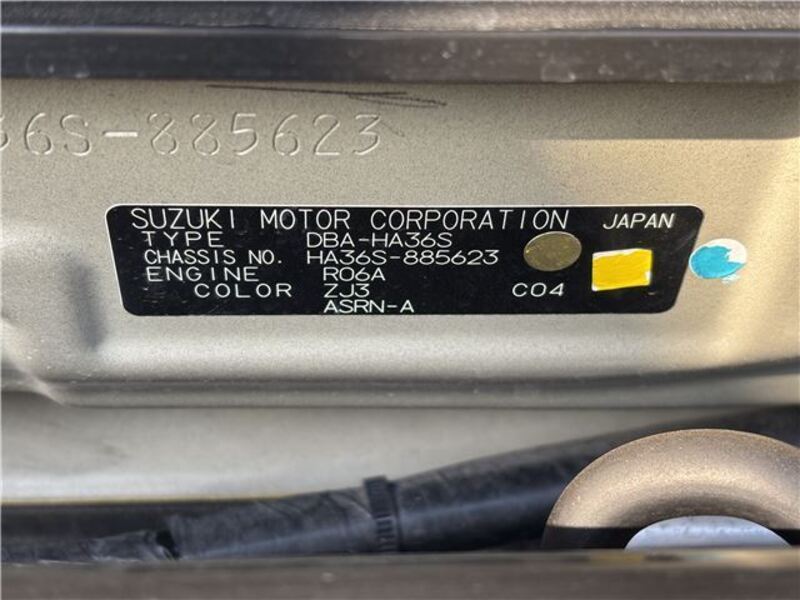 36S-885623
SUZUKI MOTOR CORPORATION JAPAN
TYPE DBA-HA36S
CHASSIS NO. HA36S-885623
ENGINE R06A
COLOR ZJ3 C04
ASRN-A